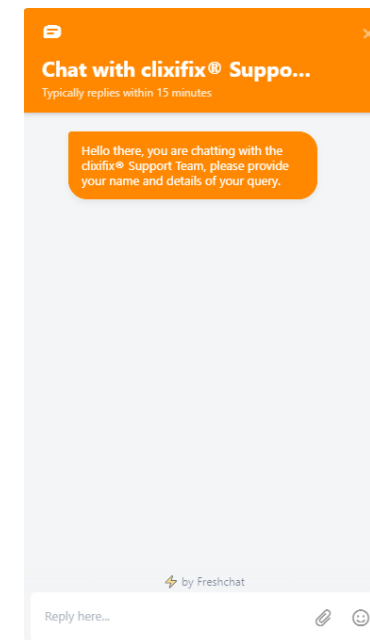 Chat with clixifix® Suppo...
Typically replies within 15 minutes
Hello there, you are chatting with the
clixifix® Support Team, please provide
your name and details of your query.
by Freshchat
Reply here...